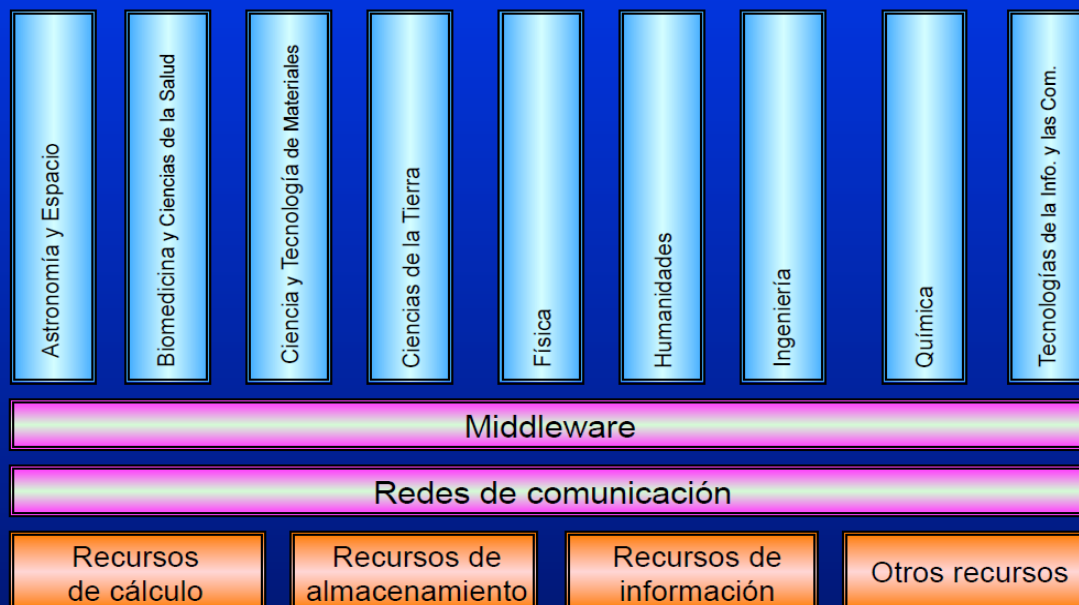 Astronomía y Espacio
Biomedicina y Ciencias de la Salud
Ciencia y Tecnología de Materiales
Ciencias de la Tierra
Física
Humanidades
Ingeniería
Química
Tecnologías de la Info. y las Com.
Middleware
Redes de comunicación
Recursos
de cálculo
Recursos de
almacenamiento
Recursos de
información
Otros recursos